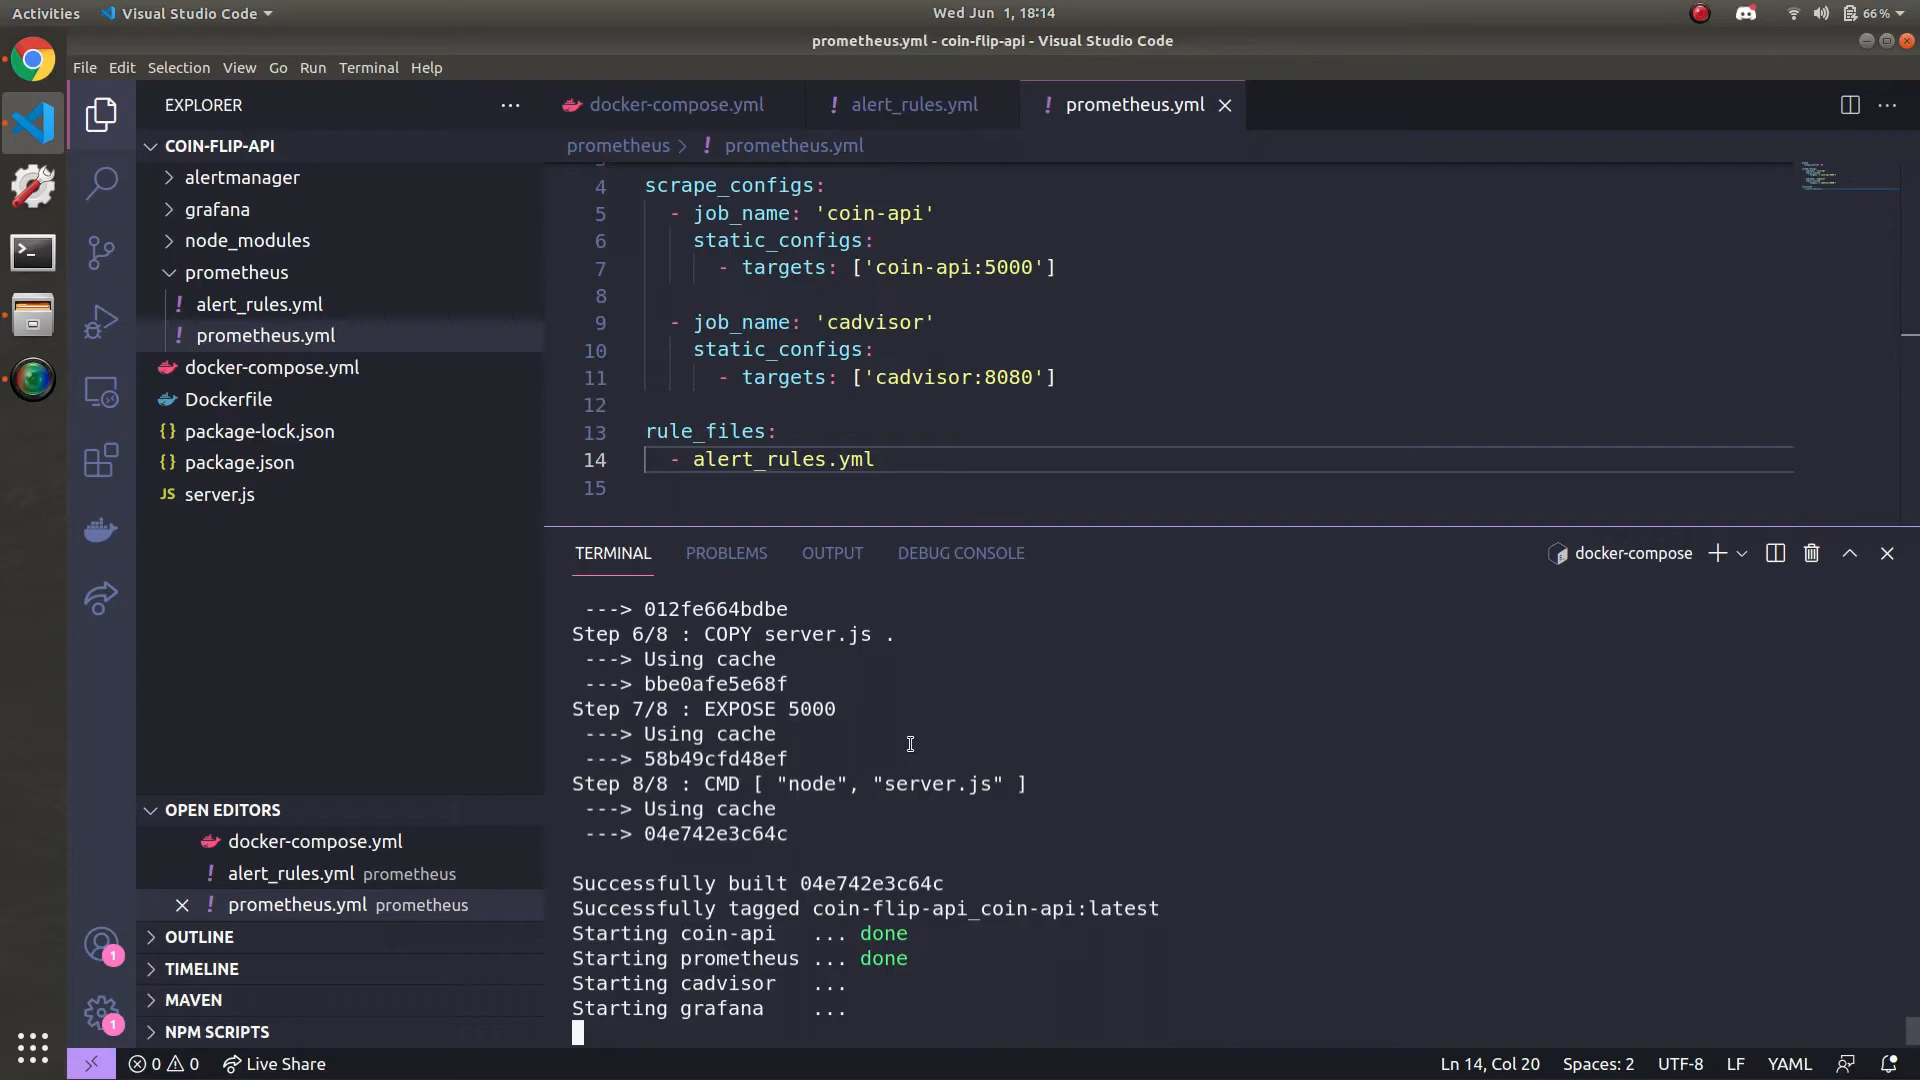 Activities
Visual Studio Code
Wed Jun 1, 18:14
66 %
prometheus.yml - coin-flip-api - Visual Studio Code
File Edit Selection View Go Run Terminal Help
EXPLORER
COIN-FLIP-API
alertmanager
grafana
node_modules
prometheus
! alert_rules.yml
! prometheus.yml
docker-compose.yml
Dockerfile
{} package-lock.json
{} package.json
JS server.js
OPEN EDITORS
docker-compose.yml
! alert_rules.yml prometheus
! prometheus.yml prometheus
OUTLINE
TIMELINE
MAVEN
NPM SCRIPTS
1
1
docker-compose.yml
! alert_rules.yml
! prometheus.yml
prometheus > ! prometheus.yml
4 scrape_configs:
5 - job_name: 'coin-api'
6 static_configs:
7 - targets: ['coin-api:5000']
8
9 - job_name: 'cadvisor'
10 static_configs:
11 - targets: ['cadvisor:8080']
12
13 rule_files:
14 - alert_rules.yml
15
TERMINAL PROBLEMS OUTPUT DEBUG CONSOLE
docker-compose
---> 012fe664bdbe
Step 6/8 : COPY server.js .
---> Using cache
---> bbe0afe5e68f
Step 7/8 : EXPOSE 5000
---> Using cache
---> 58b49cfd48ef
Step 8/8 : CMD [ "node", "server.js" ]
---> Using cache
---> 04e742e3c64c
Successfully built 04e742e3c64c
Successfully tagged coin-flip-api_coin-api:latest
Starting coin-api ... done
Starting prometheus ... done
Starting cadvisor ...
Starting grafana ...
0 0 Live Share
Ln 14, Col 20 Spaces: 2 UTF-8 LF YAML